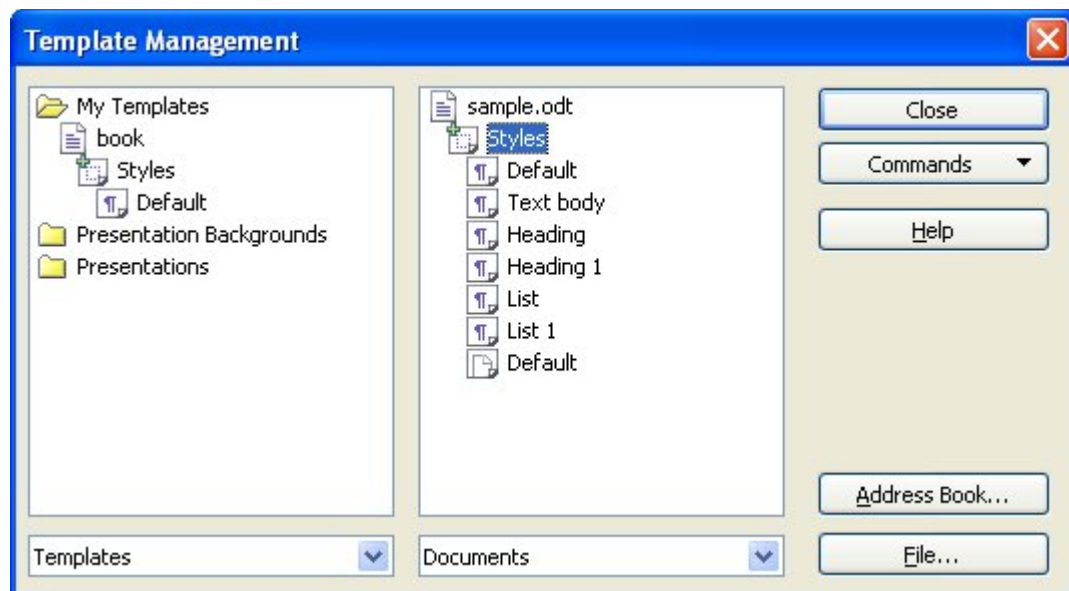 Template Management
My Templates
book
Styles
Default
Presentation Backgrounds
Presentations
Templates
sample.odt
Styles
Default
Text body
Heading
Heading 1
List
List 1
Default
Documents
Close
Commands
Help
Address Book...
File...